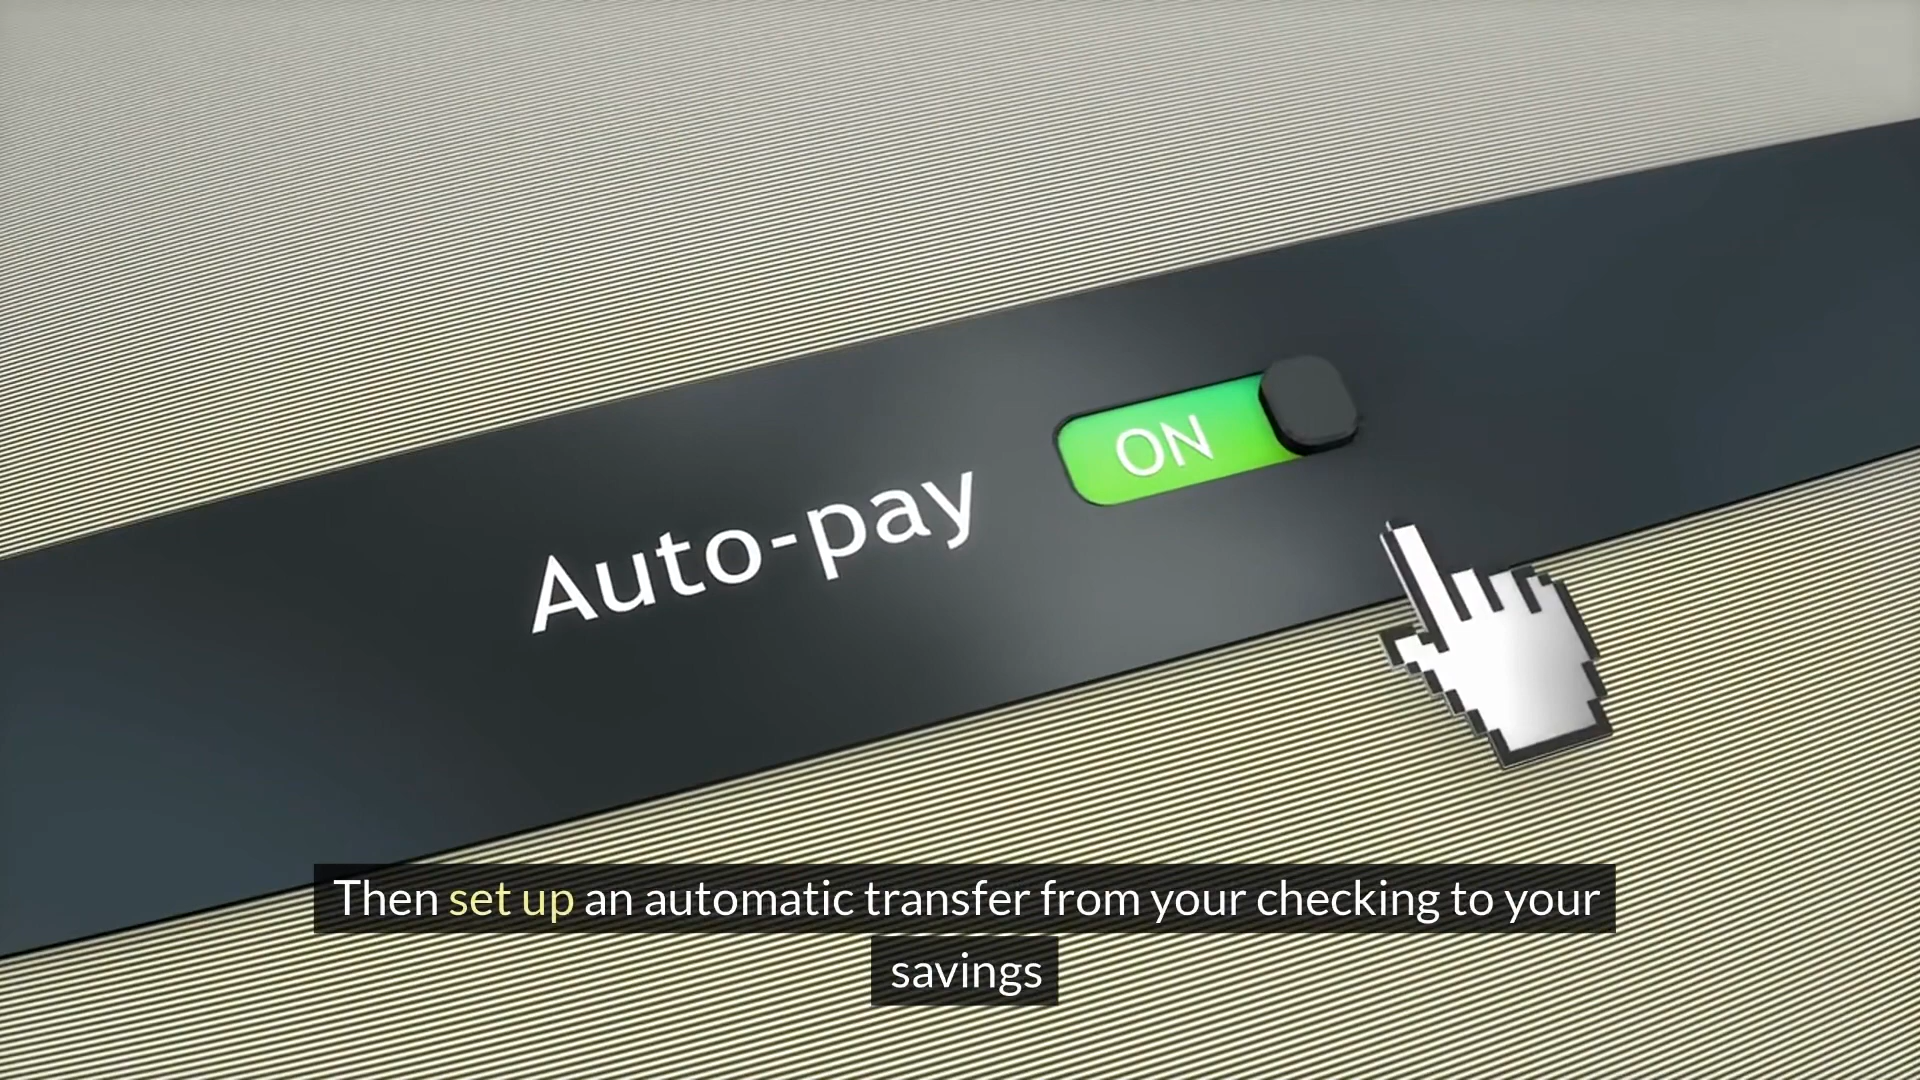 ON
Auto-pay
Then set up an automatic transfer from your checking to your
savings